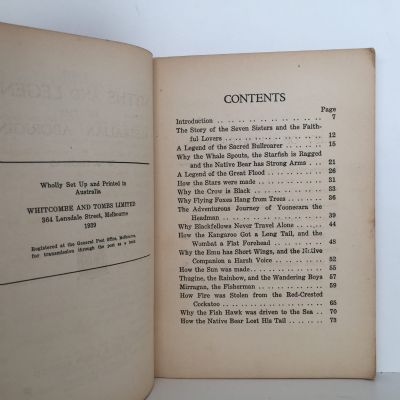 Wholly Set Up and Printed in
Australia
WHITCOMBE AND TOMBS LIMITED
364 Lonsdale Street, Melbourne
1939
Registered at the General Post Office, Melbourne,
for transmission through the post as a book
MYTHS AND LEGEN
CONTENTS
Page
Introduction .. .. .. .. .. .. .. .. 7
The Story of the Seven Sisters and the Faith-
ful Lovers .. .. .. .. .. .. .. .. 12
A Legend of the Sacred Bullroarer .. .. .. 15
Why the Whale Spouts, the Starfish is Ragged
and the Native Bear has Strong Arms .. .. 21
A Legend of the Great Flood .. .. .. .. 26
How the Stars were made .. .. .. .. .. 31
Why the Crow is Black .. .. .. .. .. 33
Why Flying Foxes Hang from Trees .. .. .. 36
The Adventurous Journey of Yooneeara the
Headman .. .. .. .. .. .. .. .. 39
Why Blackfellows Never Travel Alone .. .. 44
How the Kangaroo Got a Long Tail, and the
Wombat a Flat Forehead .. .. .. .. 48
Why the Emu has Short Wings, and the Native
Companion a Harsh Voice .. .. .. .. 52
How the Sun was made .. .. .. .. .. 55
Thugine, the Rainbow, and the Wandering Boys 57
Mirragan, the Fisherman .. .. .. .. .. 59
How Fire was Stolen from the Red-Crested
Cockatoo .. .. .. .. .. .. .. .. 65
Why the Fish Hawk was driven to the Sea .. 70
How the Native Bear Lost His Tail .. .. .. 73